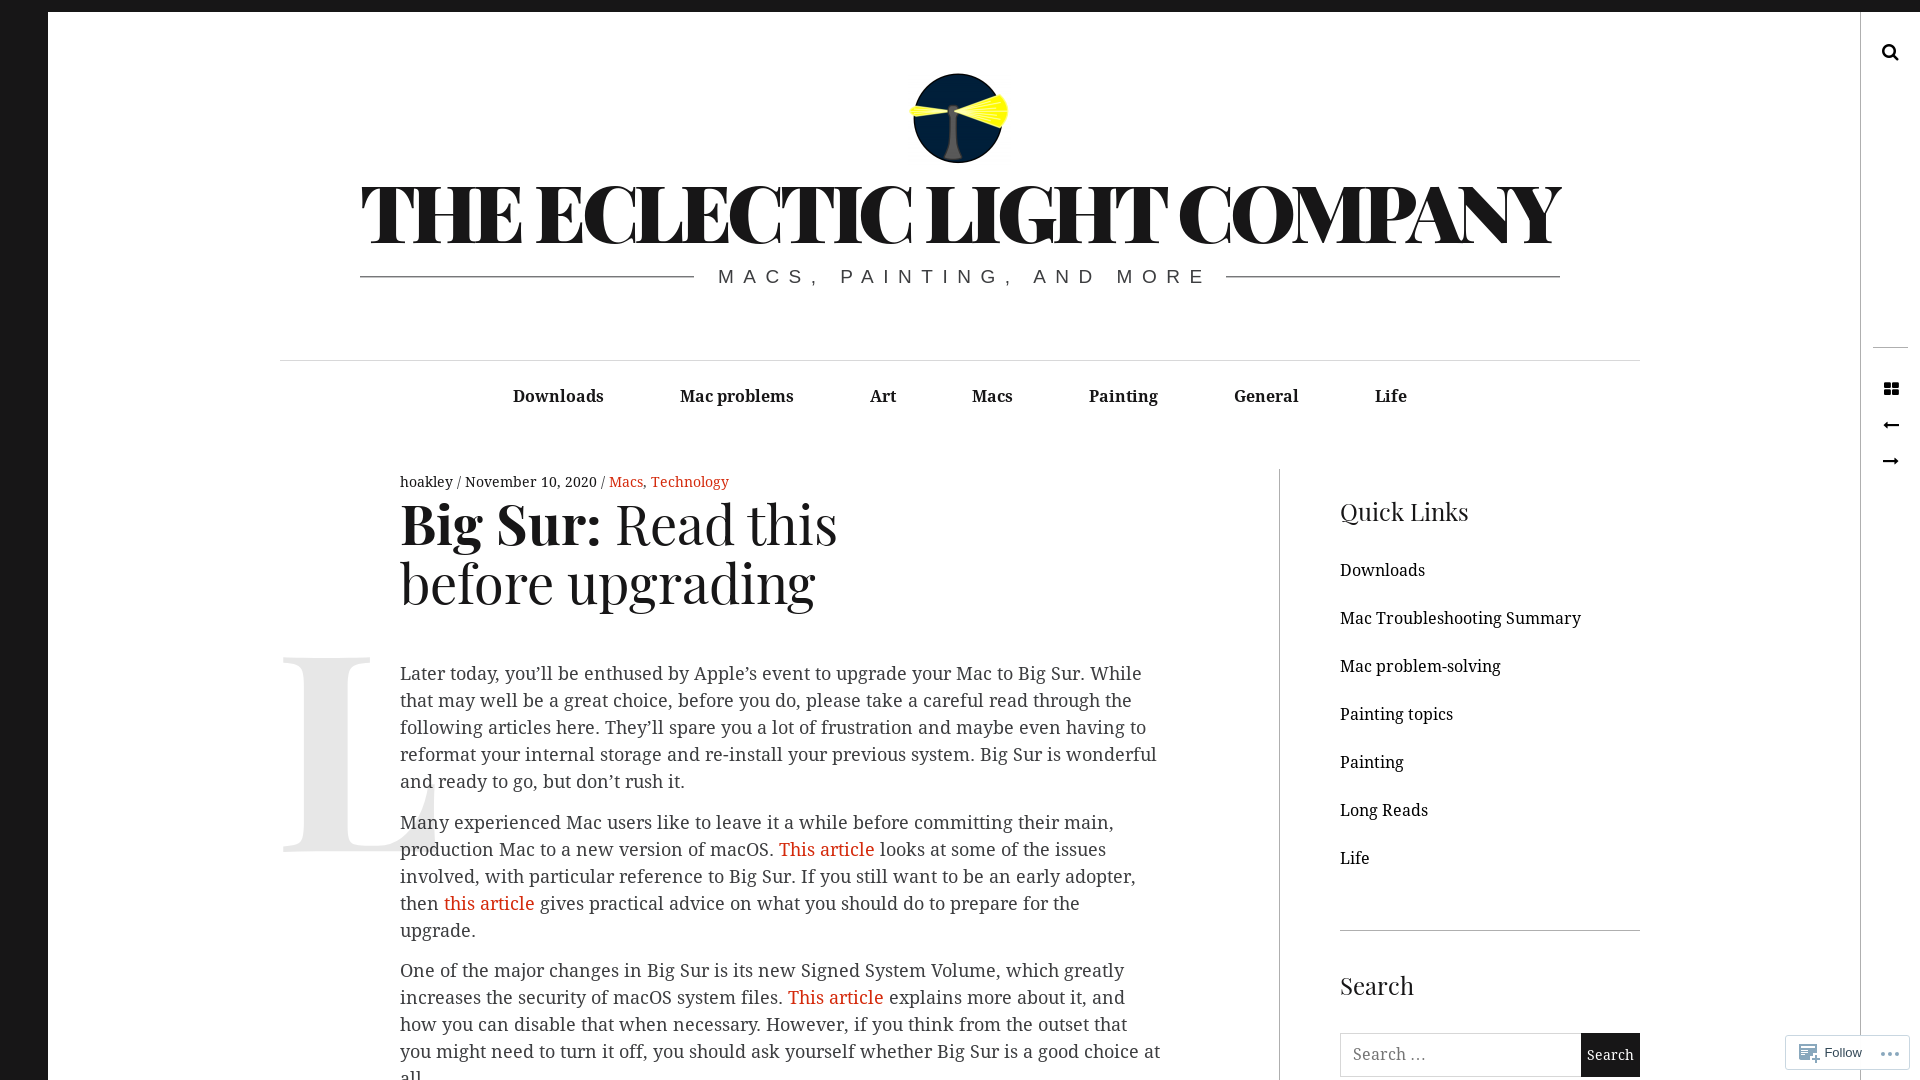 THE ECLECTIC LIGHT COMPANY
MACS, PAINTING, AND MORE
Downloads
Mac problems
Art
Macs
Painting
General
Life
hoakley / November 10, 2020 / Macs, Technology
Big Sur: Read this
before upgrading
L
Later today, you’ll be enthused by Apple’s event to upgrade your Mac to Big Sur. While
that may well be a great choice, before you do, please take a careful read through the
following articles here. They’ll spare you a lot of frustration and maybe even having to
reformat your internal storage and re-install your previous system. Big Sur is wonderful
and ready to go, but don’t rush it.
Many experienced Mac users like to leave it a while before committing their main,
production Mac to a new version of macOS. This article looks at some of the issues
involved, with particular reference to Big Sur. If you still want to be an early adopter,
then this article gives practical advice on what you should do to prepare for the
upgrade.
One of the major changes in Big Sur is its new Signed System Volume, which greatly
increases the security of macOS system files. This article explains more about it, and
how you can disable that when necessary. However, if you think from the outset that
you might need to turn it off, you should ask yourself whether Big Sur is a good choice at
all.
Quick Links
Downloads
Mac Troubleshooting Summary
Mac problem-solving
Painting topics
Painting
Long Reads
Life
Search
Search …
Search
Follow